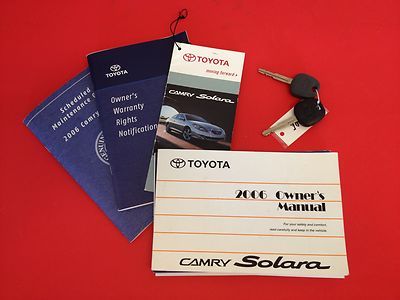 Scheduled
Maintenance
2006 Camry
TOYOTA
Owner's
Warranty
Rights
Notification
TOYOTA
moving forward
CAMRY Solara
TOYOTA
2006 Owner's
Manual
For your safety and comfort,
read carefully and keep in the vehicle.
CAMRY Solara